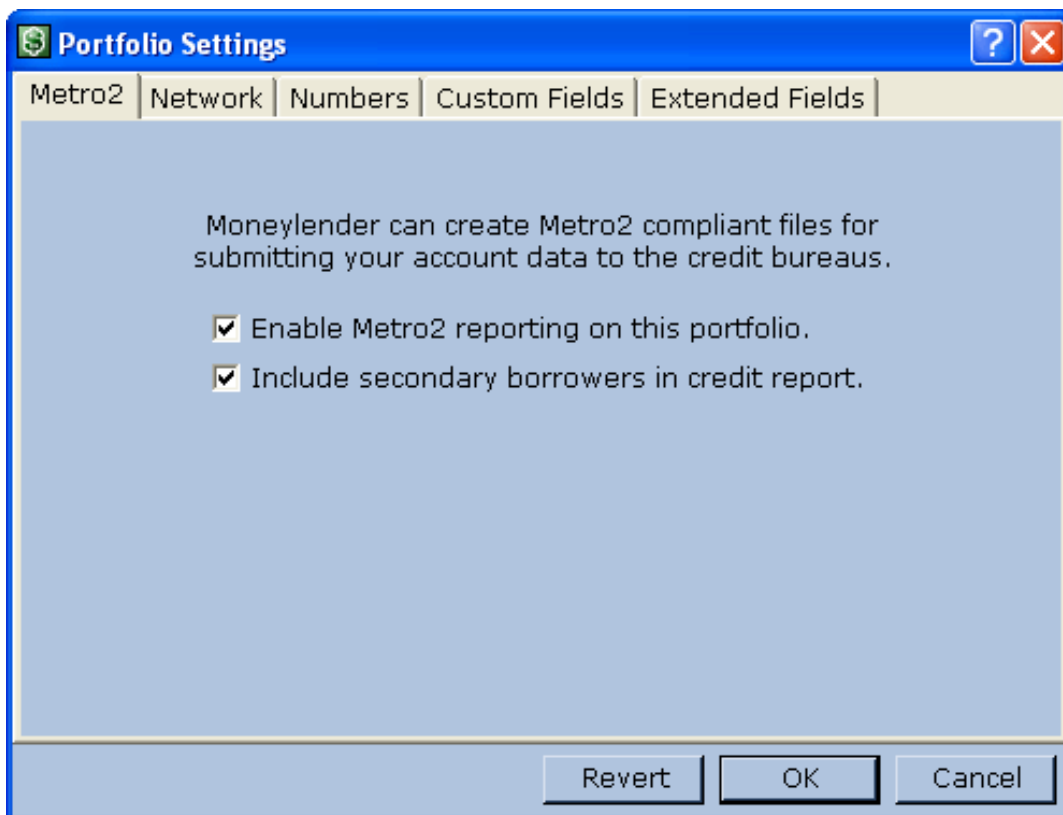 Portfolio Settings
Metro2 Network Numbers Custom Fields Extended Fields
Moneylender can create Metro2 compliant files for
submitting your account data to the credit bureaus.
Enable Metro2 reporting on this portfolio.
Include secondary borrowers in credit report.
Revert OK Cancel